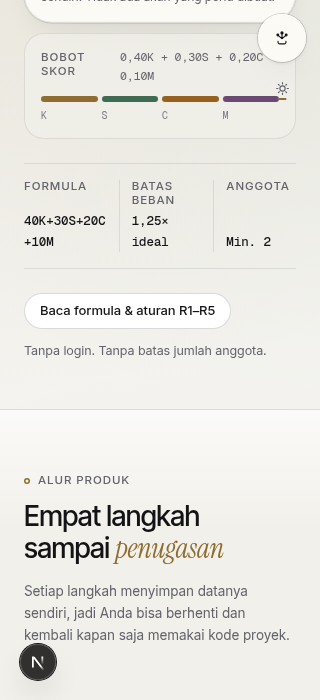 BOBOT
SKOR
0,40K + 0,30S + 0,20C
0,10M
K S C M
FORMULA
40K+30S+20C
+10M
BATAS
BEBAN
1,25×
ideal
ANGGOTA
Min. 2
Baca formula & aturan R1–R5
Tanpa login. Tanpa batas jumlah anggota.
ALUR PRODUK
Empat langkah
sampai penugasan
Setiap langkah menyimpan datanya
sendiri, jadi Anda bisa berhenti dan
kembali kapan saja memakai kode proyek.
N